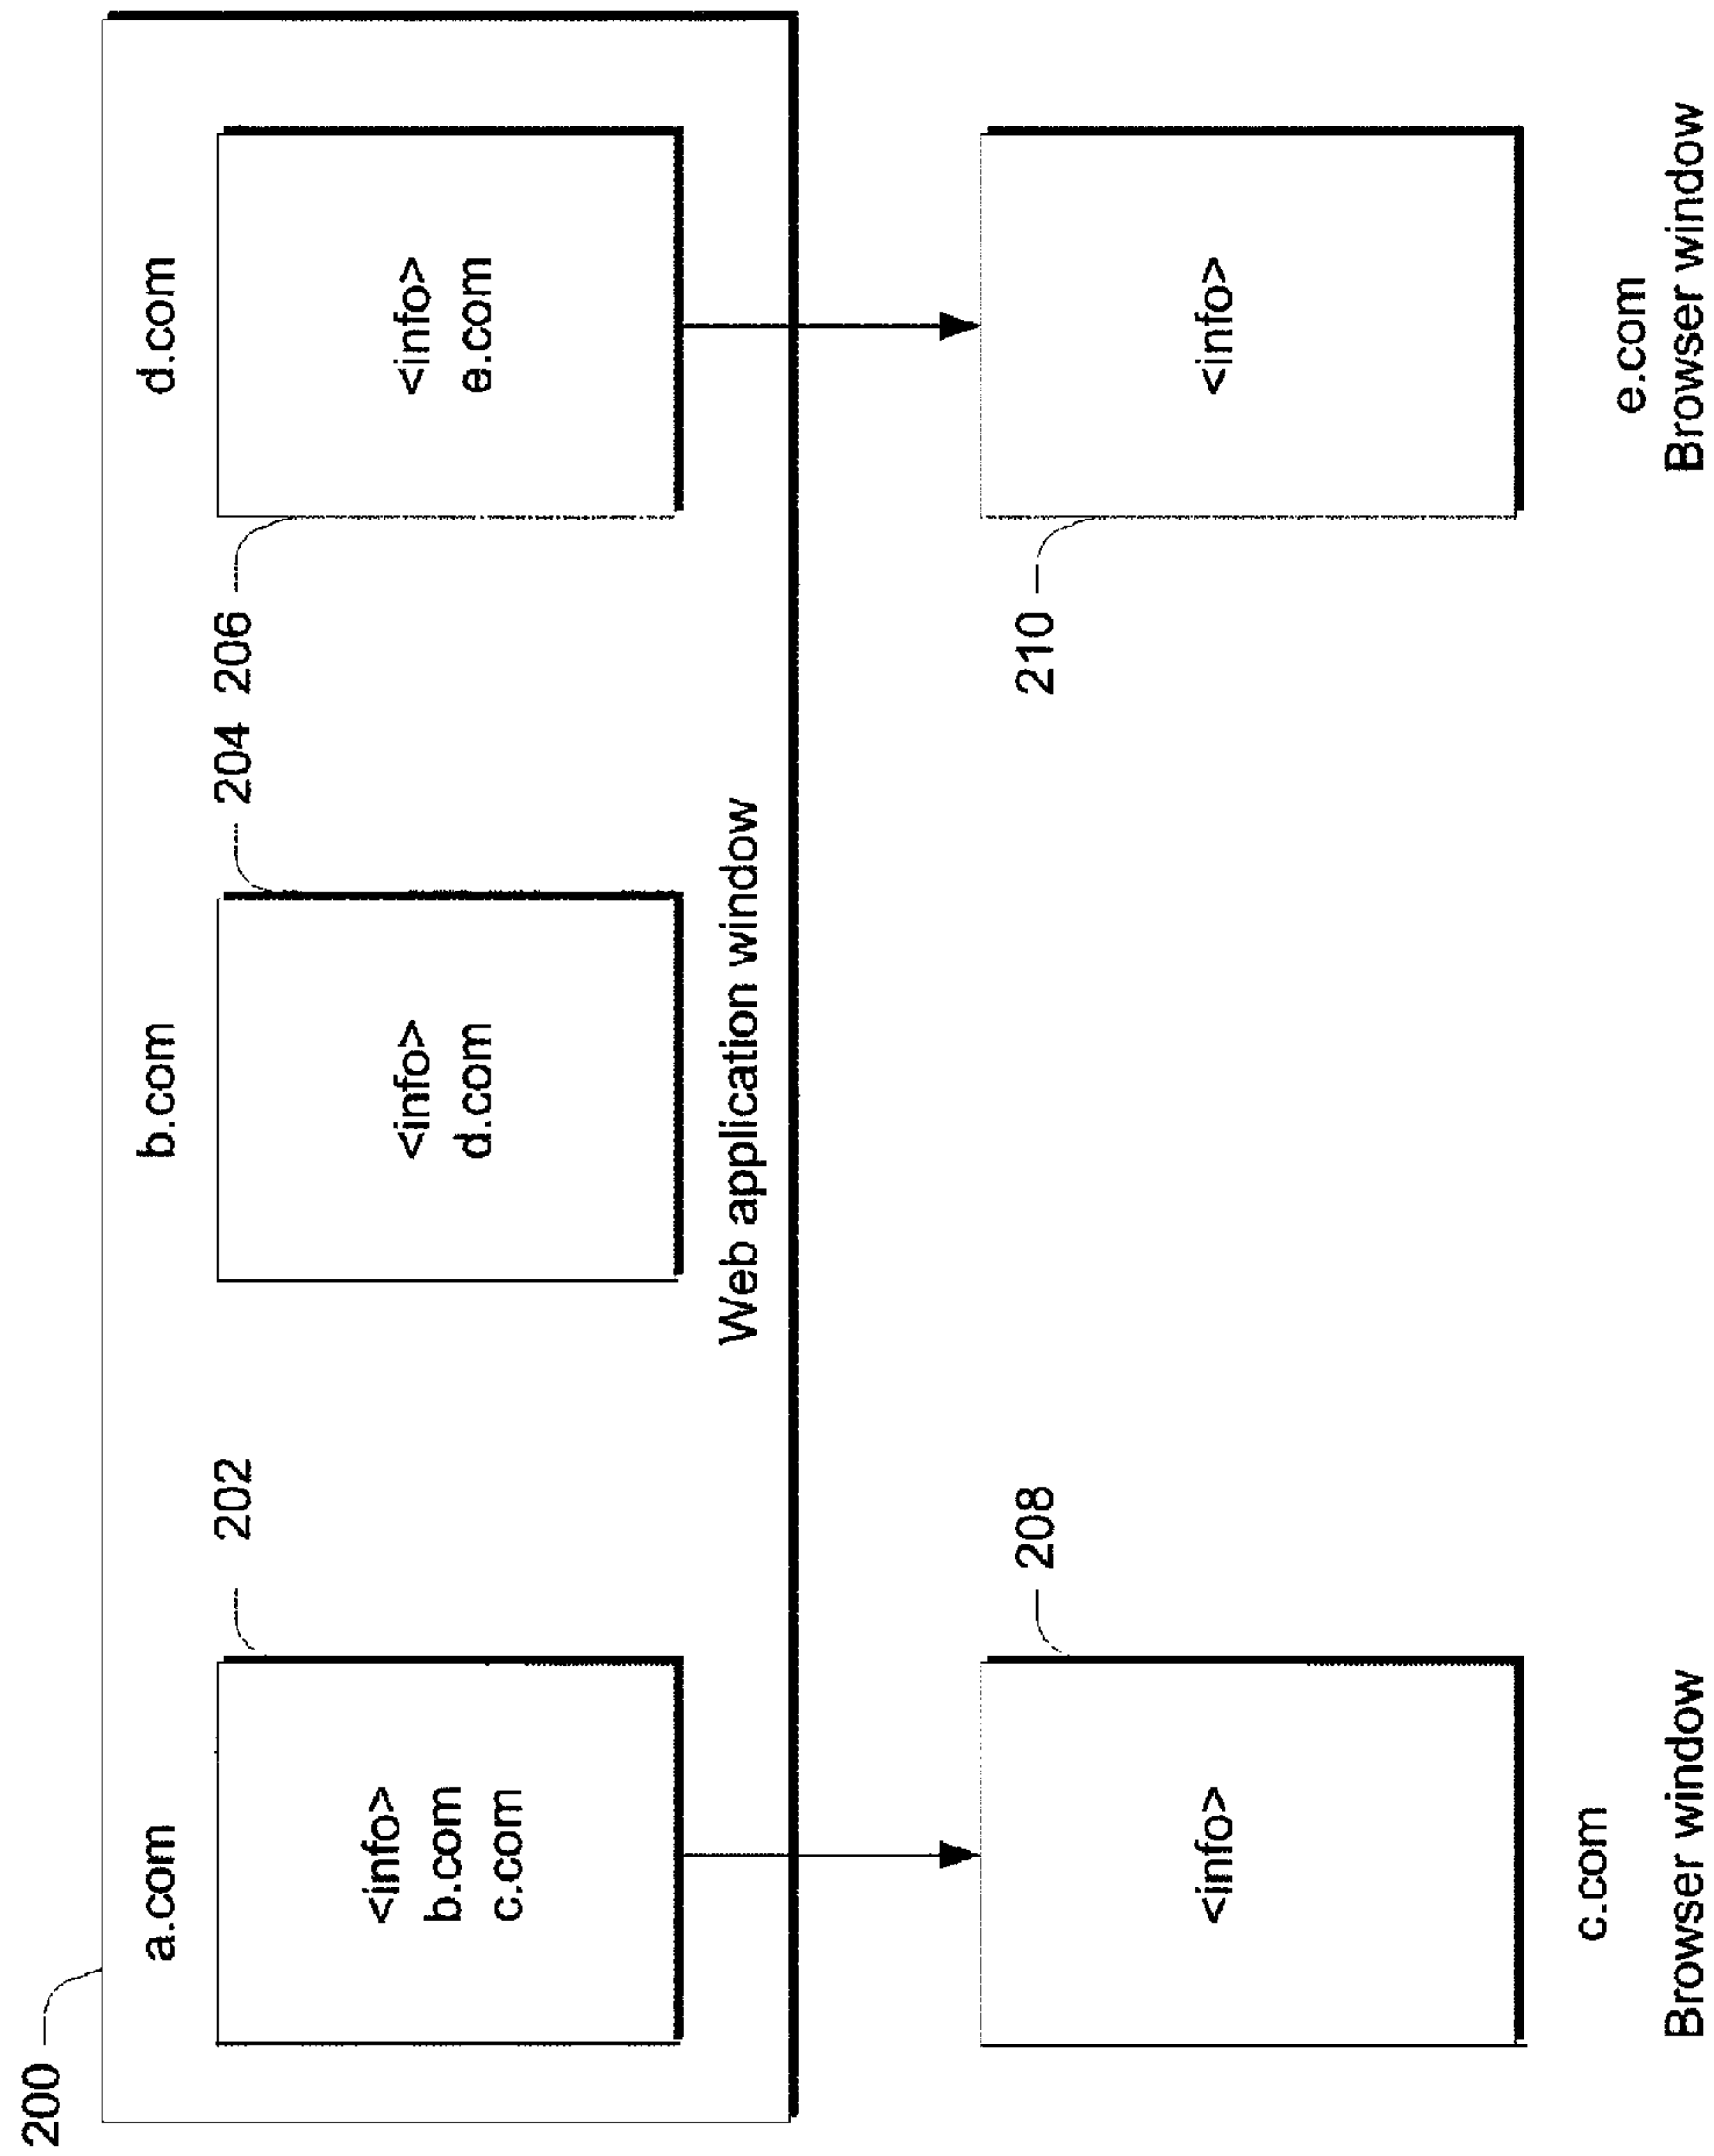 200
a.com
b.com
d.com
202
204
206
<info>
b.com
c.com
<info>
d.com
<info>
e.com
Web application window
208
210
<info>
<info>
c.com
Browser window
e.com
Browser window